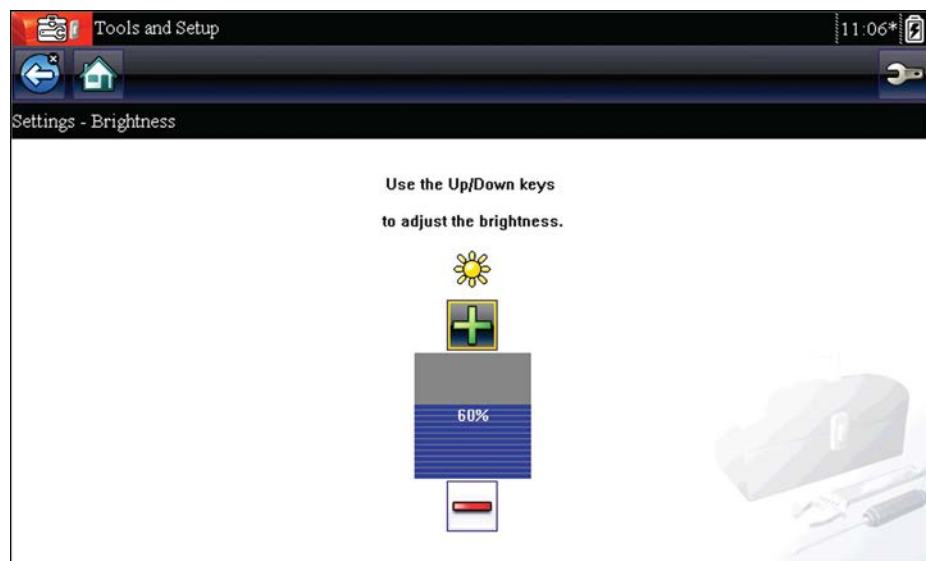 Tools and Setup
11:06*
Settings - Brightness
Use the Up/Down keys
to adjust the brightness.
60%